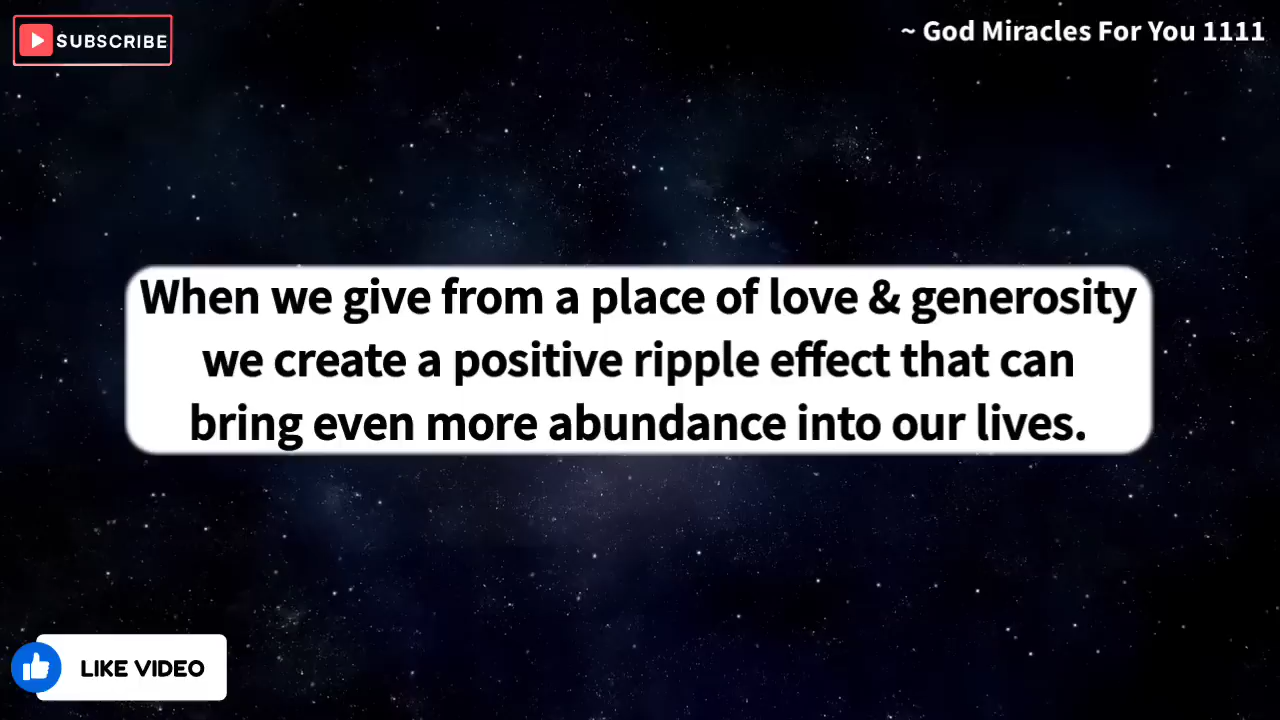 SUBSCRIBE
~ God Miracles For You 1111
When we give from a place of love & generosity
we create a positive ripple effect that can
bring even more abundance into our lives.
LIKE VIDEO